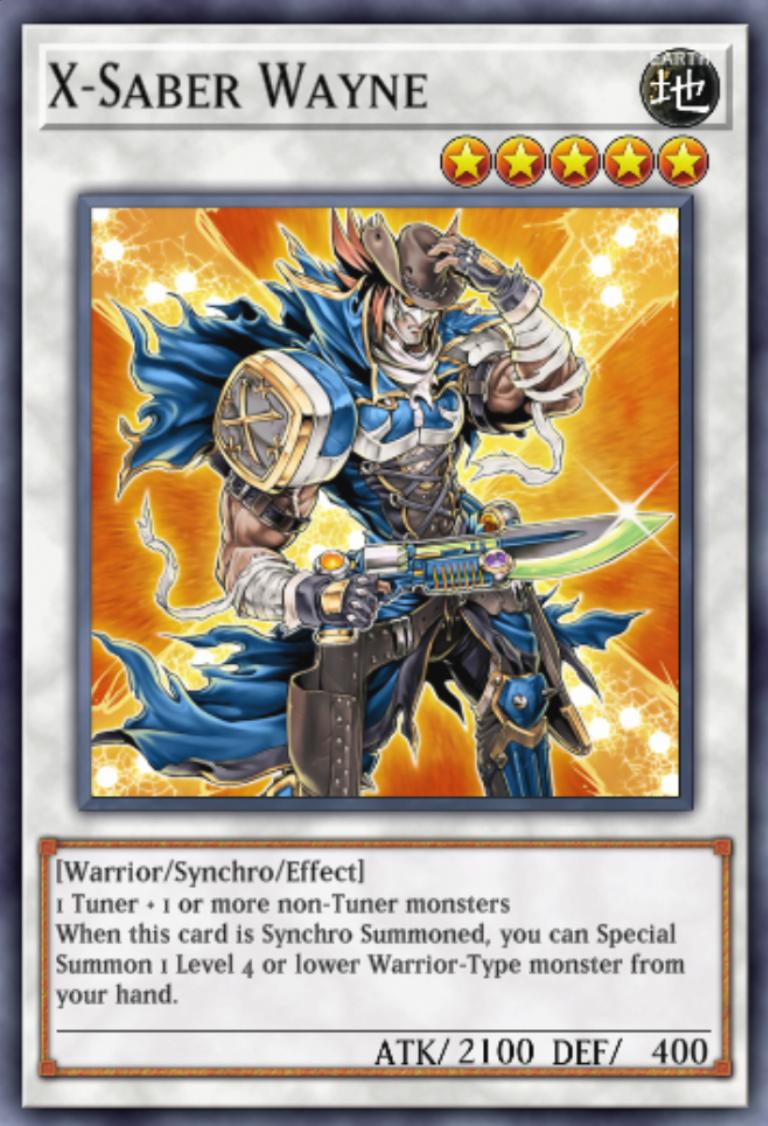 X-Saber Wayne
EARTH
地
[Warrior/Synchro/Effect]
1 Tuner + 1 or more non-Tuner monsters
When this card is Synchro Summoned, you can Special
Summon 1 Level 4 or lower Warrior-Type monster from
your hand.
ATK/ 2100 DEF/ 400